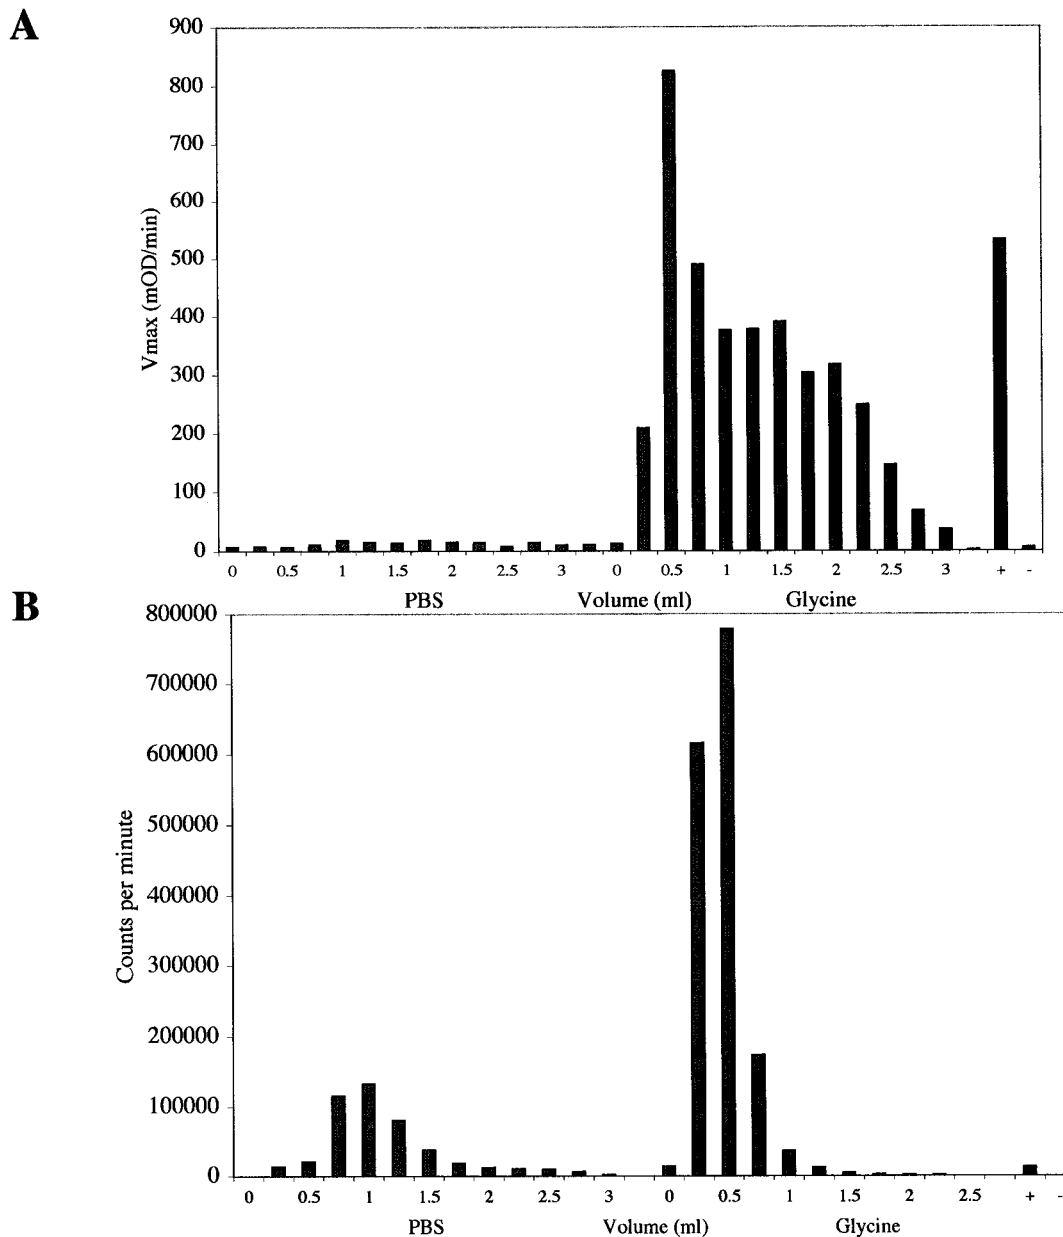 A
900
800
700
600
500
400
300
200
100
0
Vmax (mOD/min)
0 0.5 1 1.5 2 2.5 3 0 0.5 1 1.5 2 2.5 3 + -
PBS Volume (ml) Glycine
B
800000
700000
600000
500000
400000
300000
200000
100000
0
Counts per minute
0 0.5 1 1.5 2 2.5 3 0 0.5 1 1.5 2 2.5 + -
PBS Volume (ml) Glycine